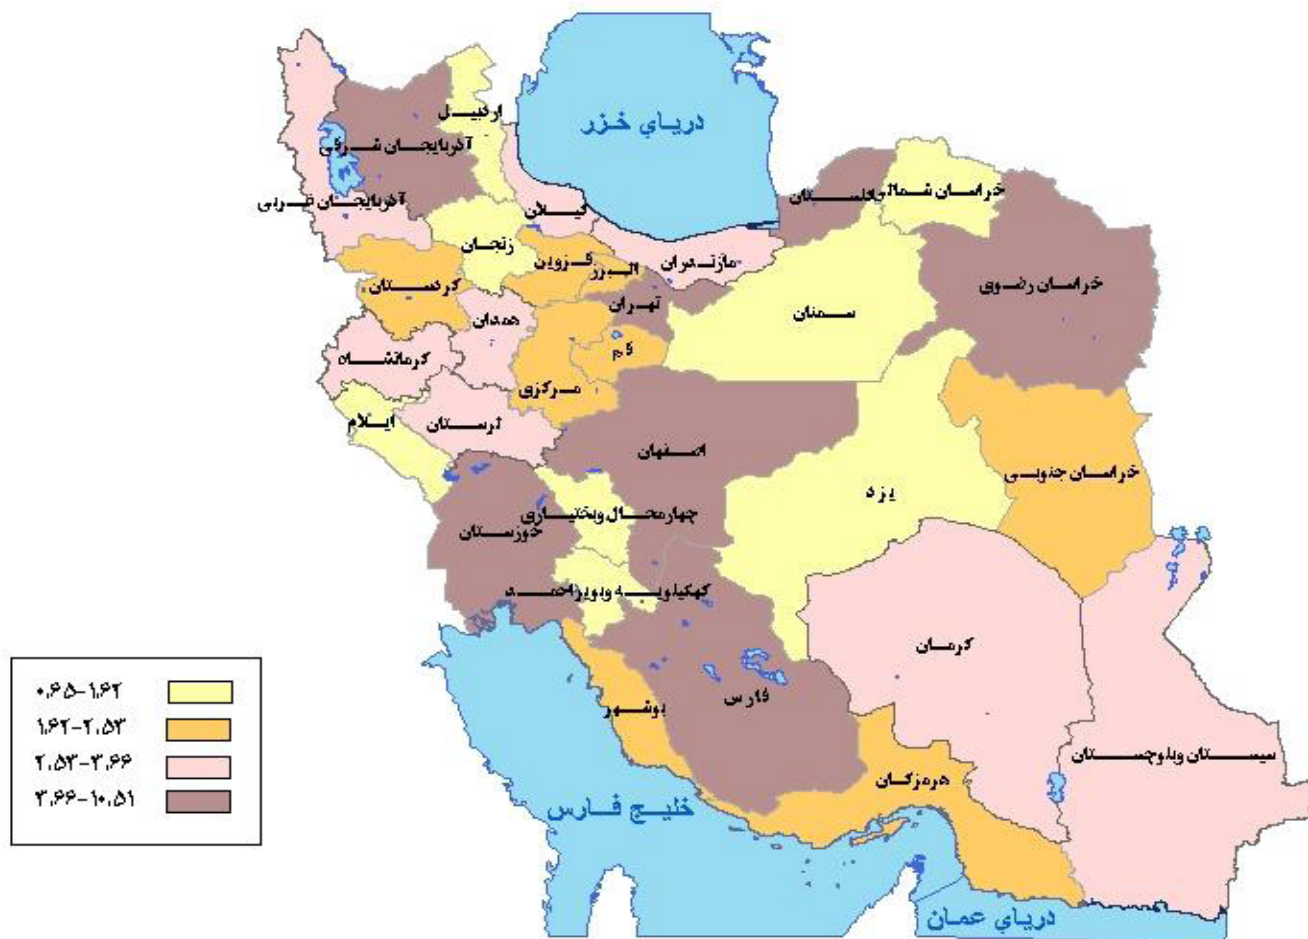 دریای خزر
اردبیل
آذربایجان شرقی
آذربایجان غربی
گیلان
زنجان
قزوین
البرز
مازندران
گلستان
خراسان شمالی
خراسان رضوی
سمنان
تهران
کردستان
همدان
قم
کرمانشاه
مرکزی
ایلام
لرستان
اصفهان
یزد
خراسان جنوبی
چهارمحال وبختیاری
خوزستان
کهکیلویه وبویراحمد
کرمان
فارس
بوشهر
سیستان وبلوچستان
هرمزگان
خلیج فارس
دریای عمان
۰.۶۵-۱.۶۲
۱.۶۲-۲.۵۳
۲.۵۳-۳.۶۶
۳.۶۶-۱۰.۵۱